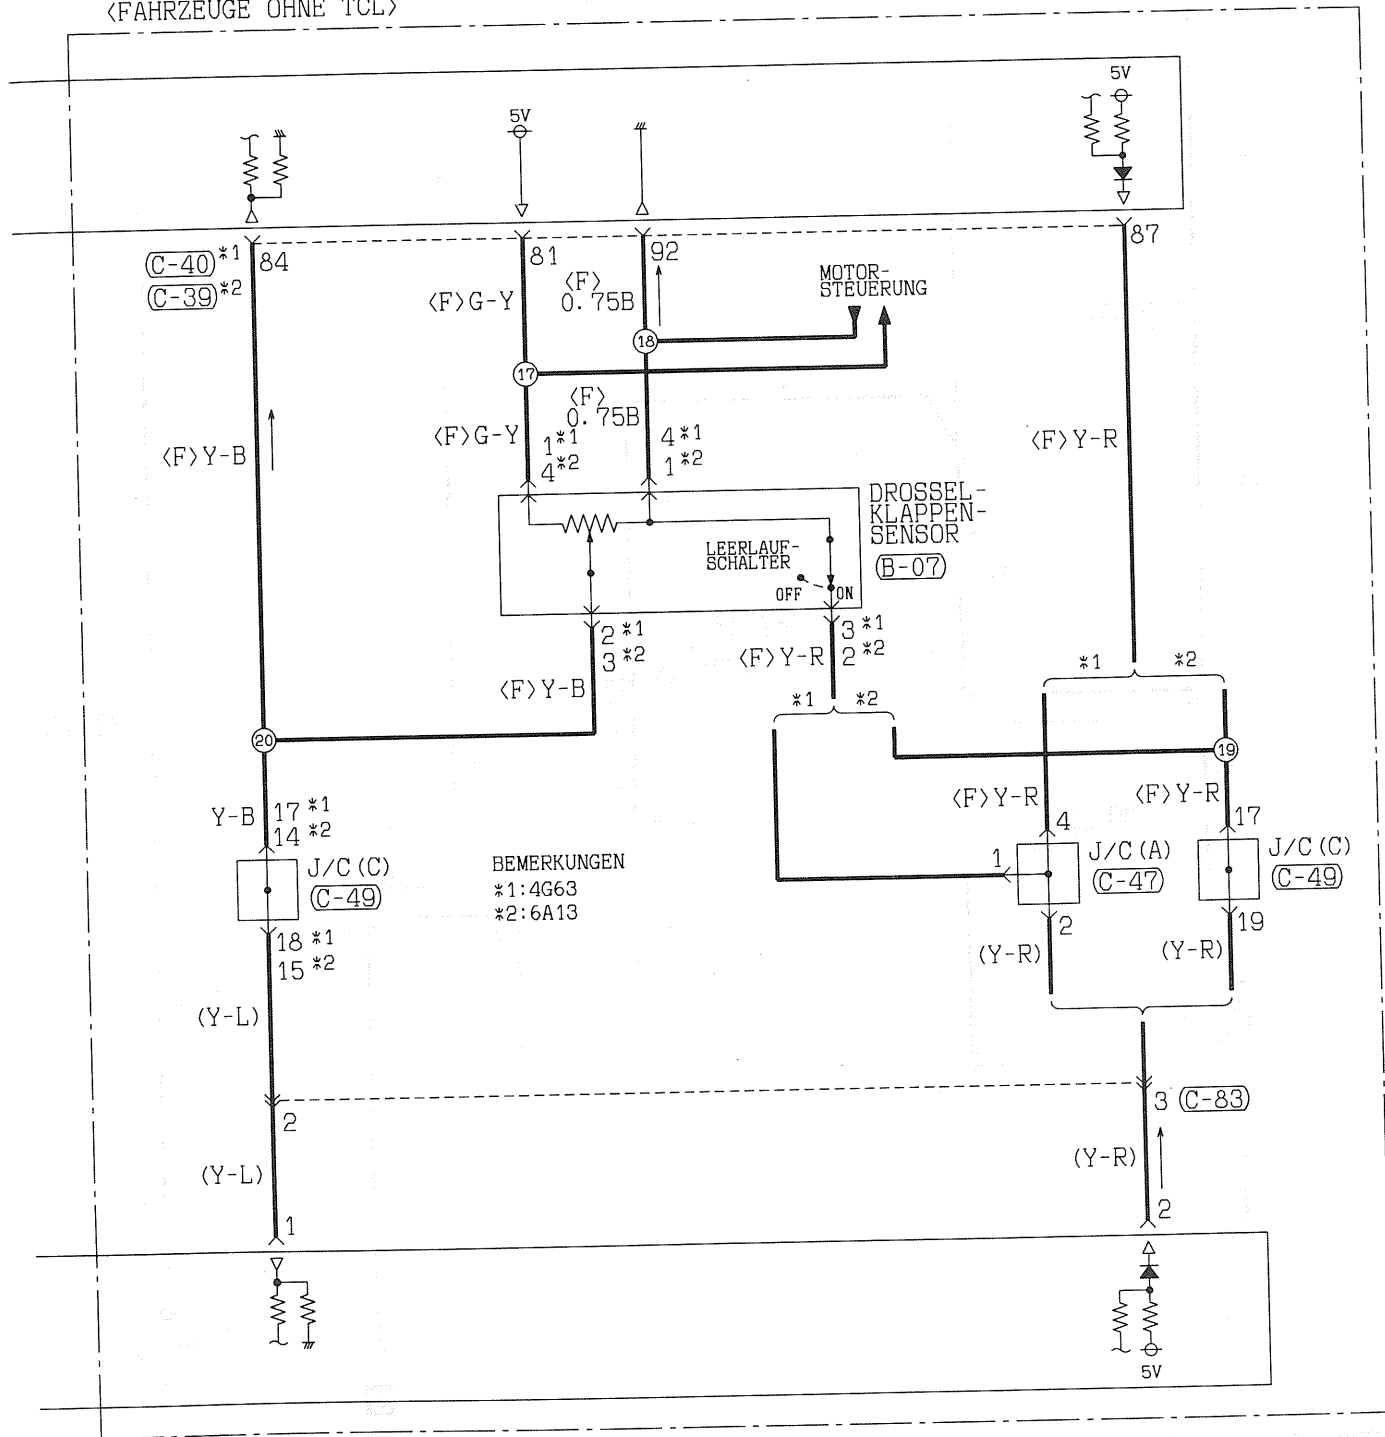 〈FAHRZEUGE OHNE TCL〉
5V
5V
(C-40)*1
84
81
92
87
(C-39)*2
〈F〉
0.75B
〈F〉G-Y
MOTOR-
STEUERUNG
18
17
〈F〉
0.75B
〈F〉Y-B
〈F〉G-Y
1*1
4*2
4*1
1*2
〈F〉Y-R
DROSSEL-
KLAPPEN-
SENSOR
(B-07)
LEERLAUF-
SCHALTER
OFF
ON
2*1
3*2
〈F〉Y-B
3*1
2*2
〈F〉Y-R
*1
*2
*1
*2
20
19
Y-B
17*1
14*2
〈F〉Y-R
〈F〉Y-R
4
17
J/C(C)
(C-49)
BEMERKUNGEN
*1:4G63
*2:6A13
1
J/C(A)
(C-47)
J/C(C)
(C-49)
18*1
15*2
2
19
(Y-R)
(Y-R)
(Y-L)
2
3
(C-83)
(Y-L)
(Y-R)
1
2
5V